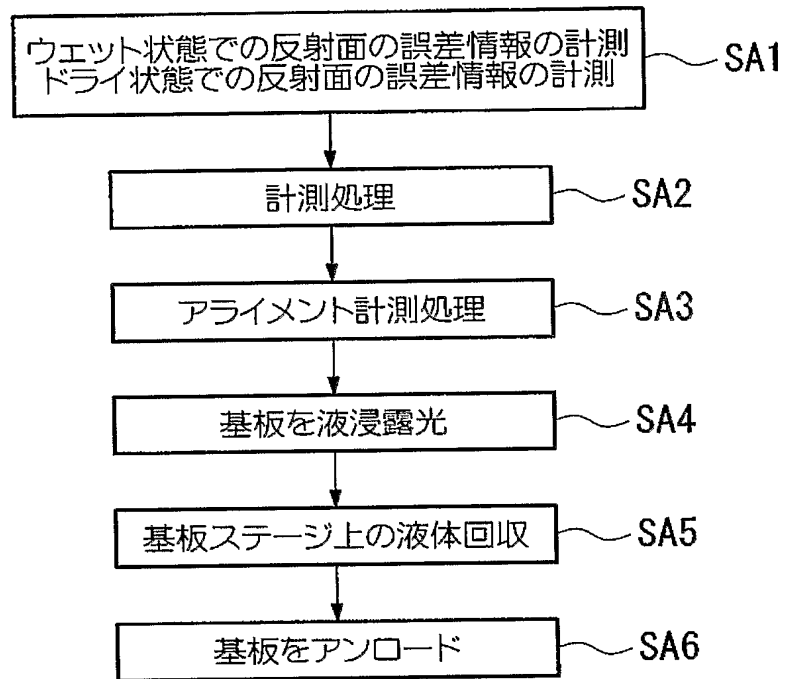 ウェット状態での反射面の誤差情報の計測
ドライ状態での反射面の誤差情報の計測
SA1
計測処理
SA2
アライメント計測処理
SA3
基板を液浸露光
SA4
基板ステージ上の液体回収
SA5
基板をアンロード
SA6